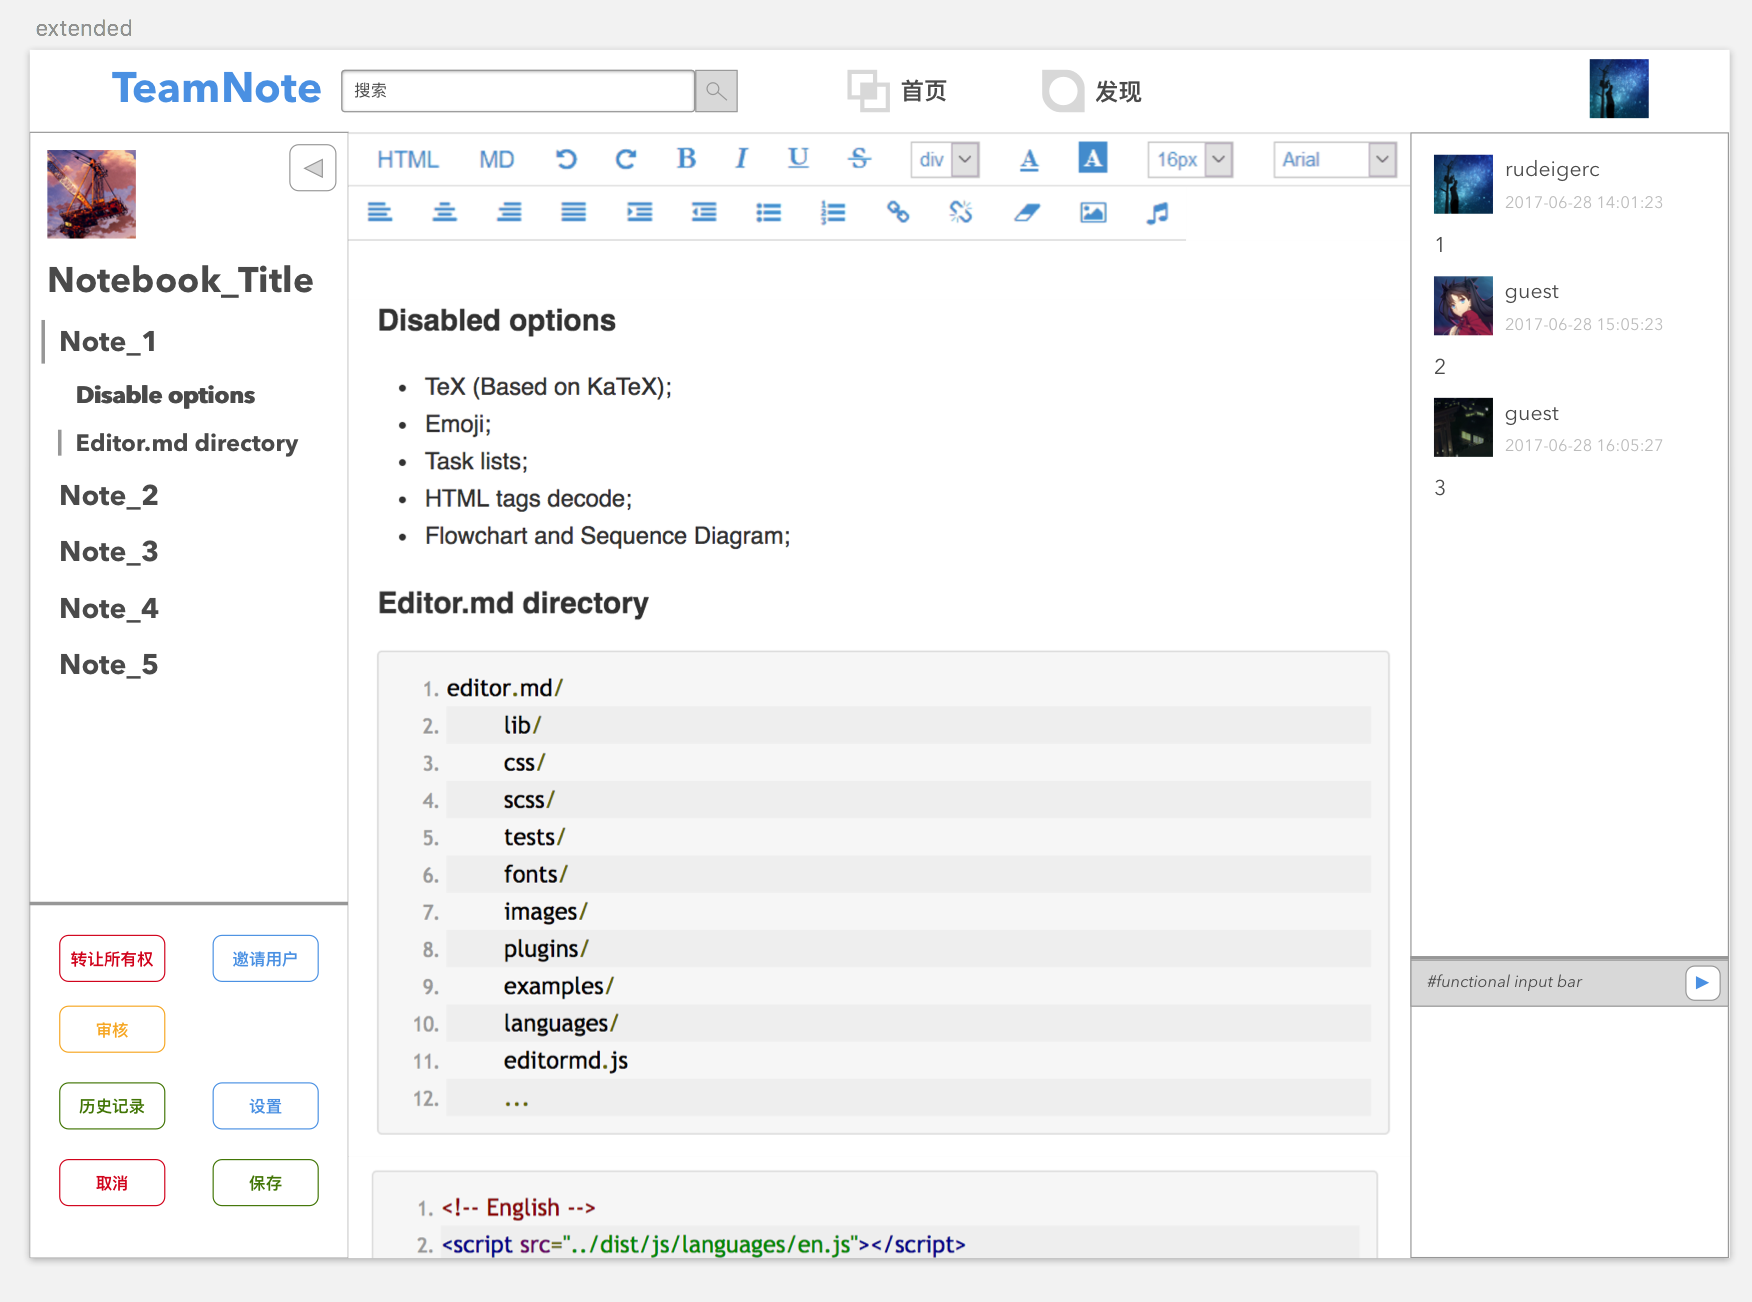 extended
TeamNote
搜索
首页
发现
Notebook_Title
Note_1
Disable options
Editor.md directory
Note_2
Note_3
Note_4
Note_5
转让所有权
邀请用户
审核
历史记录
设置
取消
保存
HTML MD B I U S div A A 16px Arial
Disabled options
• TeX (Based on KaTeX);
• Emoji;
• Task lists;
• HTML tags decode;
• Flowchart and Sequence Diagram;
Editor.md directory
1. editor.md/
2. lib/
3. css/
4. scss/
5. tests/
6. fonts/
7. images/
8. plugins/
9. examples/
10. languages/
11. editormd.js
12. ...
1. <!-- English -->
2. <script src="../dist/js/languages/en.js"></script>
rudeigerc
2017-06-28 14:01:23
1
guest
2017-06-28 15:05:23
2
guest
2017-06-28 16:05:27
3
#functional input bar